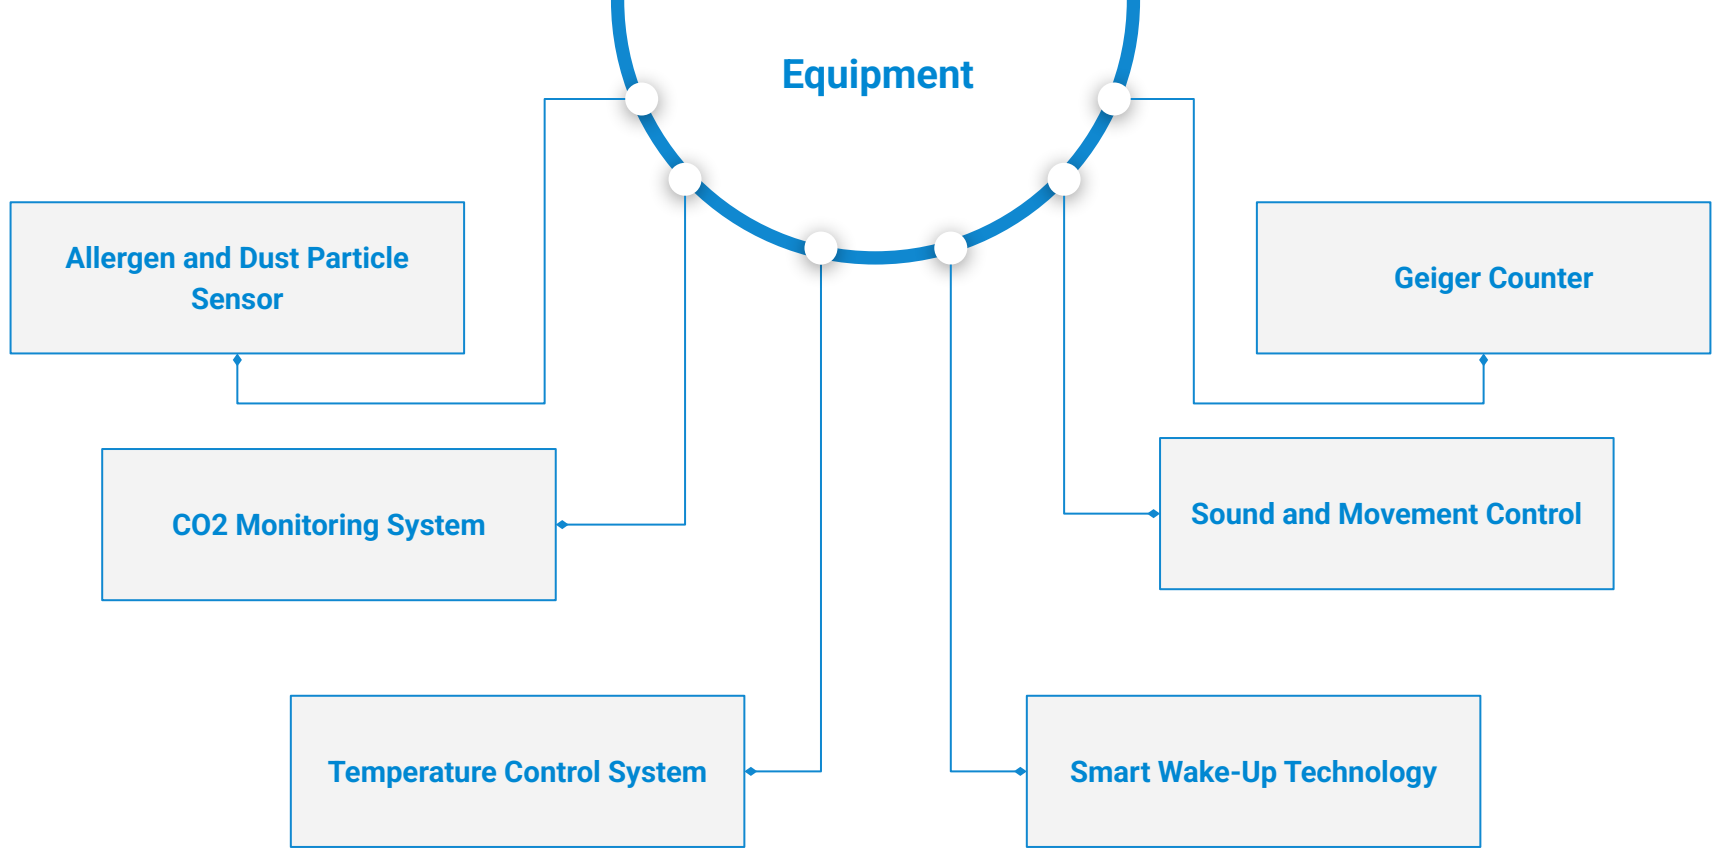 Equipment
Allergen and Dust Particle
Sensor
Geiger Counter
CO2 Monitoring System
Sound and Movement Control
Temperature Control System
Smart Wake-Up Technology